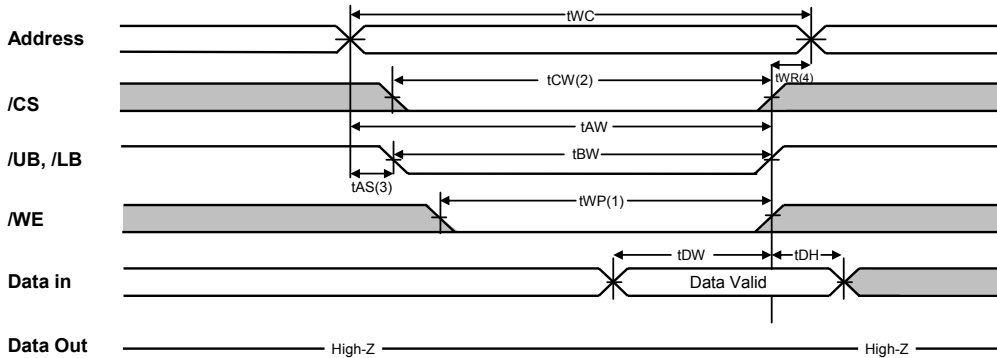 tWC
Address
tCW(2)
tWR(4)
/CS
tAW
/UB, /LB
tBW
tAS(3)
tWP(1)
/WE
tDW
tDH
Data in
Data Valid
Data Out
High-Z
High-Z